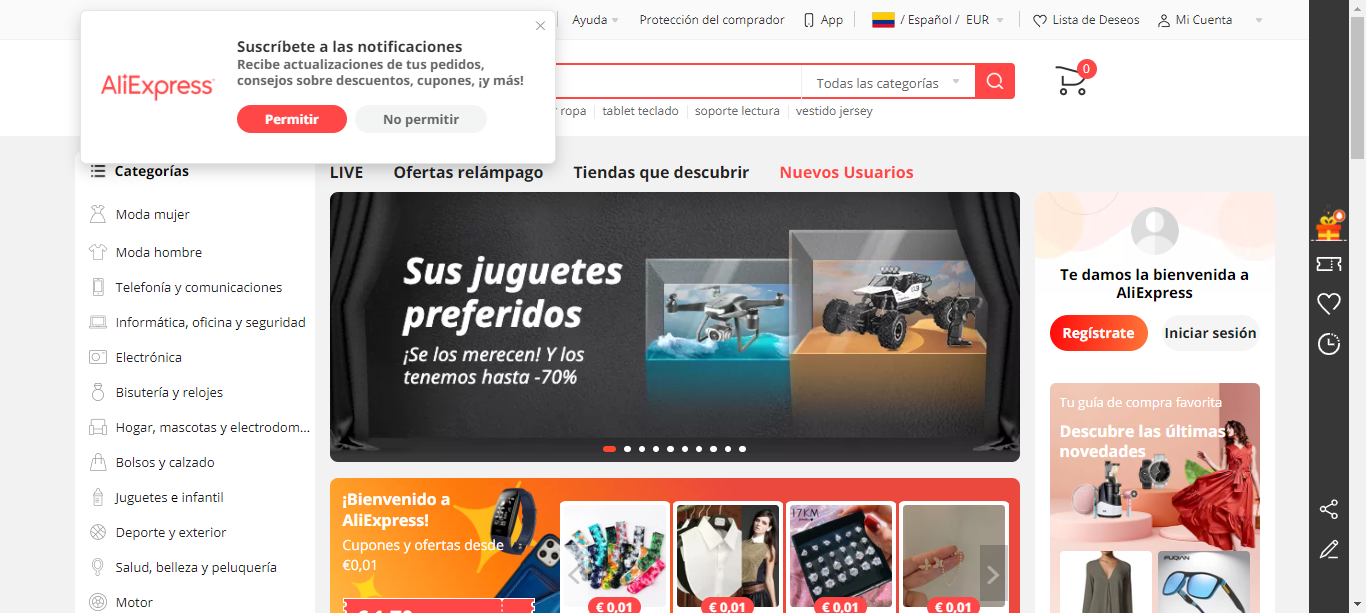 Ayuda
Protección del comprador
App
/ Español / EUR
Lista de Deseos
Mi Cuenta
AliExpress
Suscríbete a las notificaciones
Recibe actualizaciones de tus pedidos,
consejos sobre descuentos, cupones, ¡y más!
Permitir
No permitir
Todas las categorías
0
ropa
tablet teclado
soporte lectura
vestido jersey
Categorías
LIVE
Ofertas relámpago
Tiendas que descubrir
Nuevos Usuarios
Moda mujer
Moda hombre
Telefonía y comunicaciones
Informática, oficina y seguridad
Electrónica
Bisutería y relojes
Hogar, mascotas y electrodom...
Bolsos y calzado
Juguetes e infantil
Deporte y exterior
Salud, belleza y peluquería
Motor
Sus juguetes
preferidos
¡Se los merecen! Y los
tenemos hasta -70%
Te damos la bienvenida a
AliExpress
Regístrate
Iniciar sesión
Tu guía de compra favorita
Descubre las últimas
novedades
¡Bienvenido a
AliExpress!
Cupones y ofertas desde
€0,01
17KM
€ 0,01
€ 0,01
€ 0,01
€ 0,01
FUQIAN